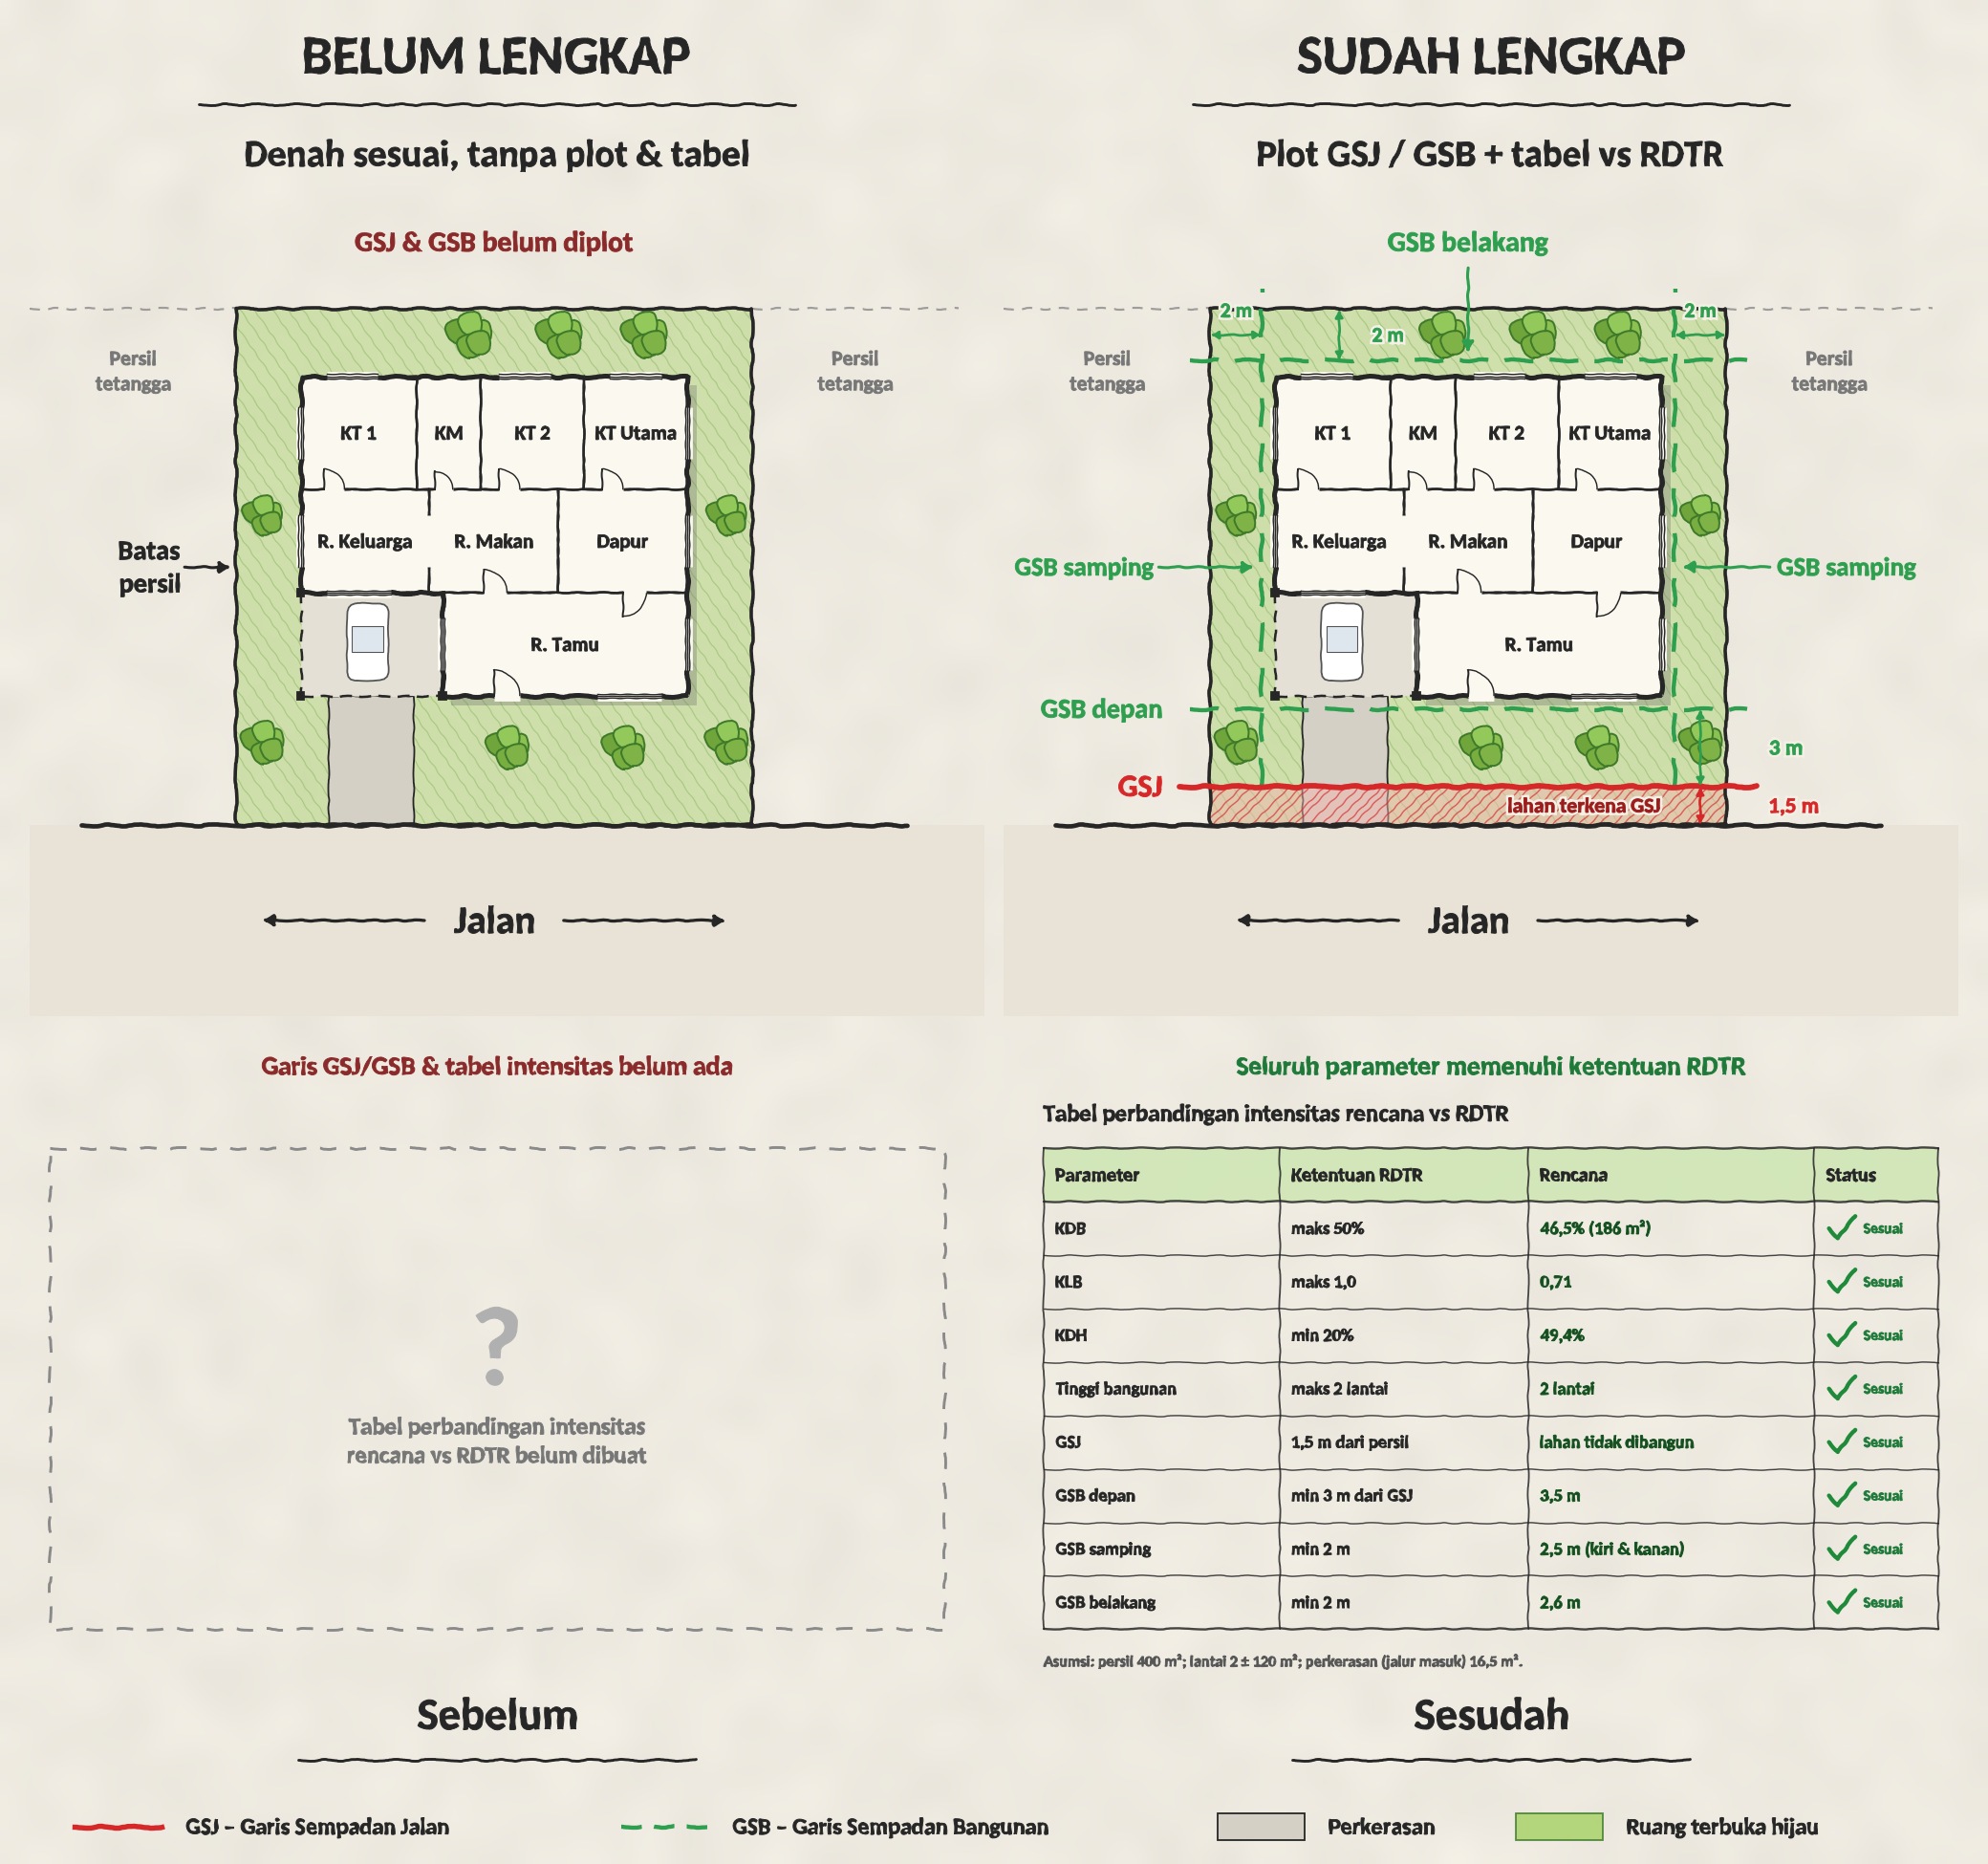 BELUM LENGKAP
Denah sesuai, tanpa plot & tabel
GSJ & GSB belum diplot
Persil
tetangga
Persil
tetangga
KT 1
KM
KT 2
KT Utama
R. Keluarga
R. Makan
Dapur
Batas
persil
R. Tamu
Jalan
Garis GSJ/GSB & tabel intensitas belum ada
?
Tabel perbandingan intensitas
rencana vs RDTR belum dibuat
Sebelum
SUDAH LENGKAP
Plot GSJ / GSB + tabel vs RDTR
GSB belakang
2 m
2 m
2 m
Persil
tetangga
Persil
tetangga
KT 1
KM
KT 2
KT Utama
R. Keluarga
R. Makan
Dapur
GSB samping
GSB samping
R. Tamu
GSB depan
3 m
GSJ
lahan terkena GSJ
1,5 m
Jalan
Seluruh parameter memenuhi ketentuan RDTR
Tabel perbandingan intensitas rencana vs RDTR
Parameter Ketentuan RDTR Rencana Status
KDB maks 50% 46,5% (186 m²) Sesuai
KLB maks 1,0 0,71 Sesuai
KDH min 20% 49,4% Sesuai
Tinggi bangunan maks 2 lantai 2 lantai Sesuai
GSJ 1,5 m dari persil lahan tidak dibangun Sesuai
GSB depan min 3 m dari GSJ 3,5 m Sesuai
GSB samping min 2 m 2,5 m (kiri & kanan) Sesuai
GSB belakang min 2 m 2,6 m Sesuai
Asumsi: persil 400 m²; lantai 2 ± 120 m²; perkerasan (jalur masuk) 16,5 m².
Sesudah
GSJ – Garis Sempadan Jalan
GSB – Garis Sempadan Bangunan
Perkerasan
Ruang terbuka hijau